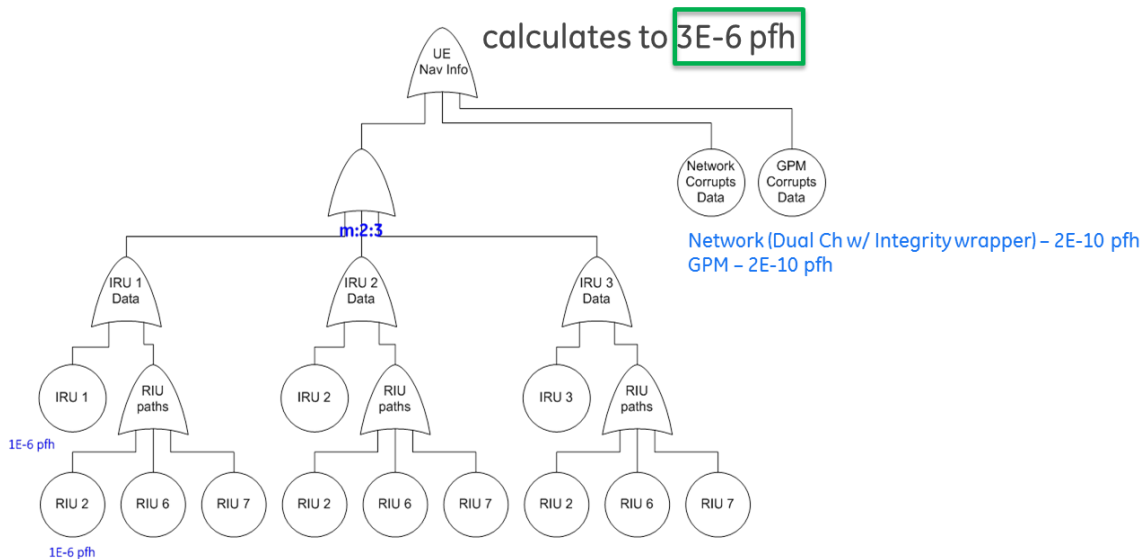 calculates to 3E-6 pfh
UE
Nav Info
Network
Corrupts
Data
GPM
Corrupts
Data
m:2:3
Network (Dual Ch w/ Integrity wrapper) – 2E-10 pfh
GPM – 2E-10 pfh
IRU 1
Data
IRU 2
Data
IRU 3
Data
IRU 1
RIU
paths
IRU 2
RIU
paths
IRU 3
RIU
paths
1E-6 pfh
RIU 2
RIU 6
RIU 7
RIU 2
RIU 6
RIU 7
RIU 2
RIU 6
RIU 7
1E-6 pfh